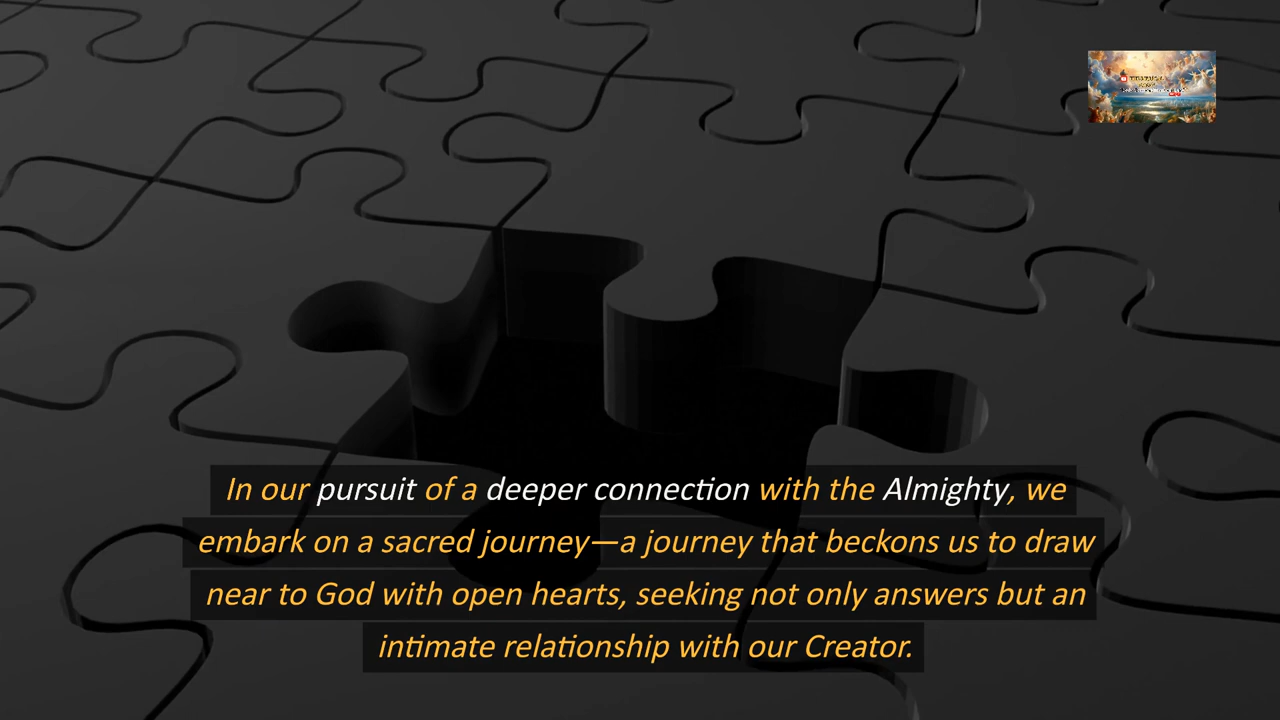 In our pursuit of a deeper connection with the Almighty, we
embark on a sacred journey—a journey that beckons us to draw
near to God with open hearts, seeking not only answers but an
intimate relationship with our Creator.